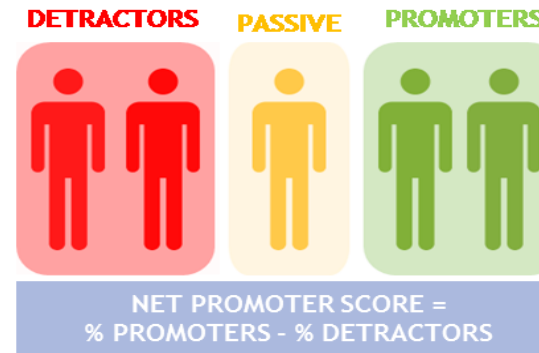 DETRACTORS PASSIVE PROMOTERS
NET PROMOTER SCORE =
% PROMOTERS - % DETRACTORS